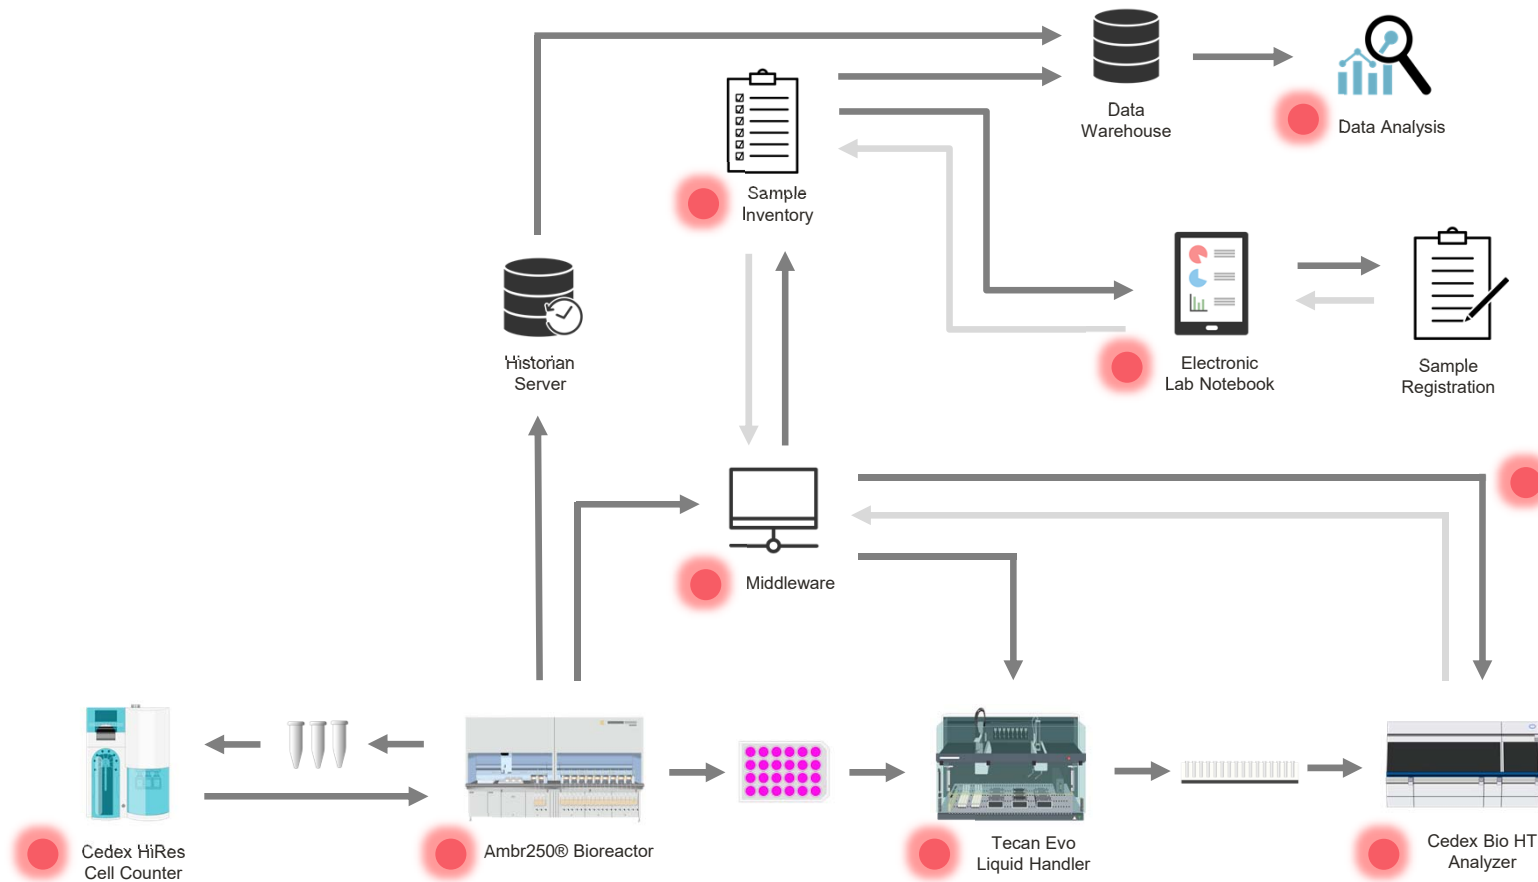 Data
Warehouse
Data Analysis
Sample
Inventory
Historian
Server
Electronic
Lab Notebook
Sample
Registration
Middleware
Cedex HiRes
Cell Counter
Ambr250® Bioreactor
Tecan Evo
Liquid Handler
Cedex Bio HT
Analyzer